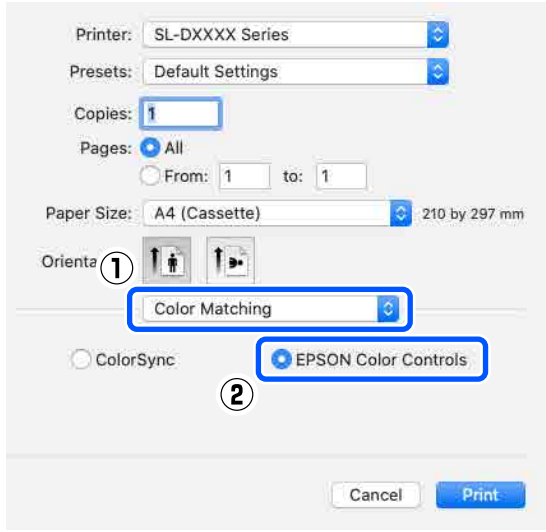 Printer: SL-DXXXX Series
Presets: Default Settings
Copies: 1
Pages: All
From: 1 to: 1
Paper Size: A4 (Cassette) 210 by 297 mm
Orienta
①
Color Matching
ColorSync EPSON Color Controls
②
Cancel Print